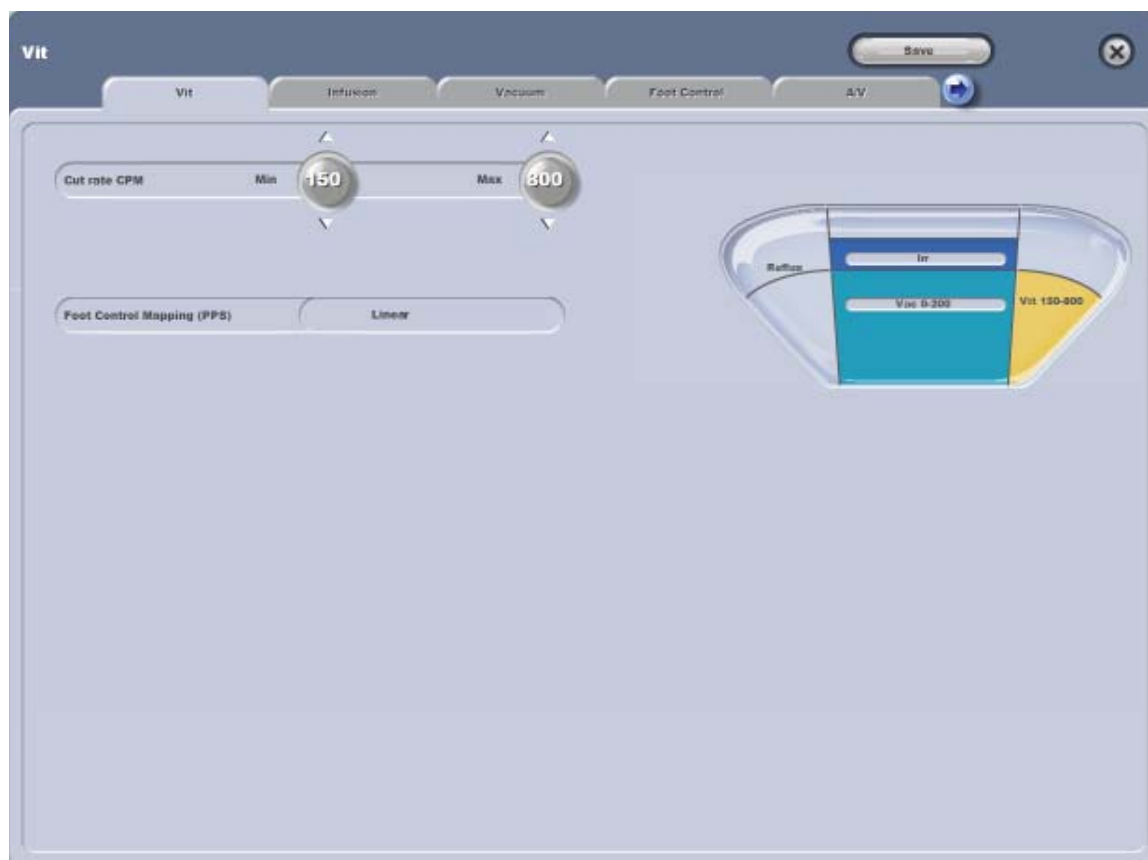 Vit
Save
Vit
Infusion
Vacuum
Foot Control
A/V
Cut rate CPM Min 150 Max 800
Reflux
Irr
Vac 0-200
Vit 150-800
Foot Control Mapping (PPS) Linear